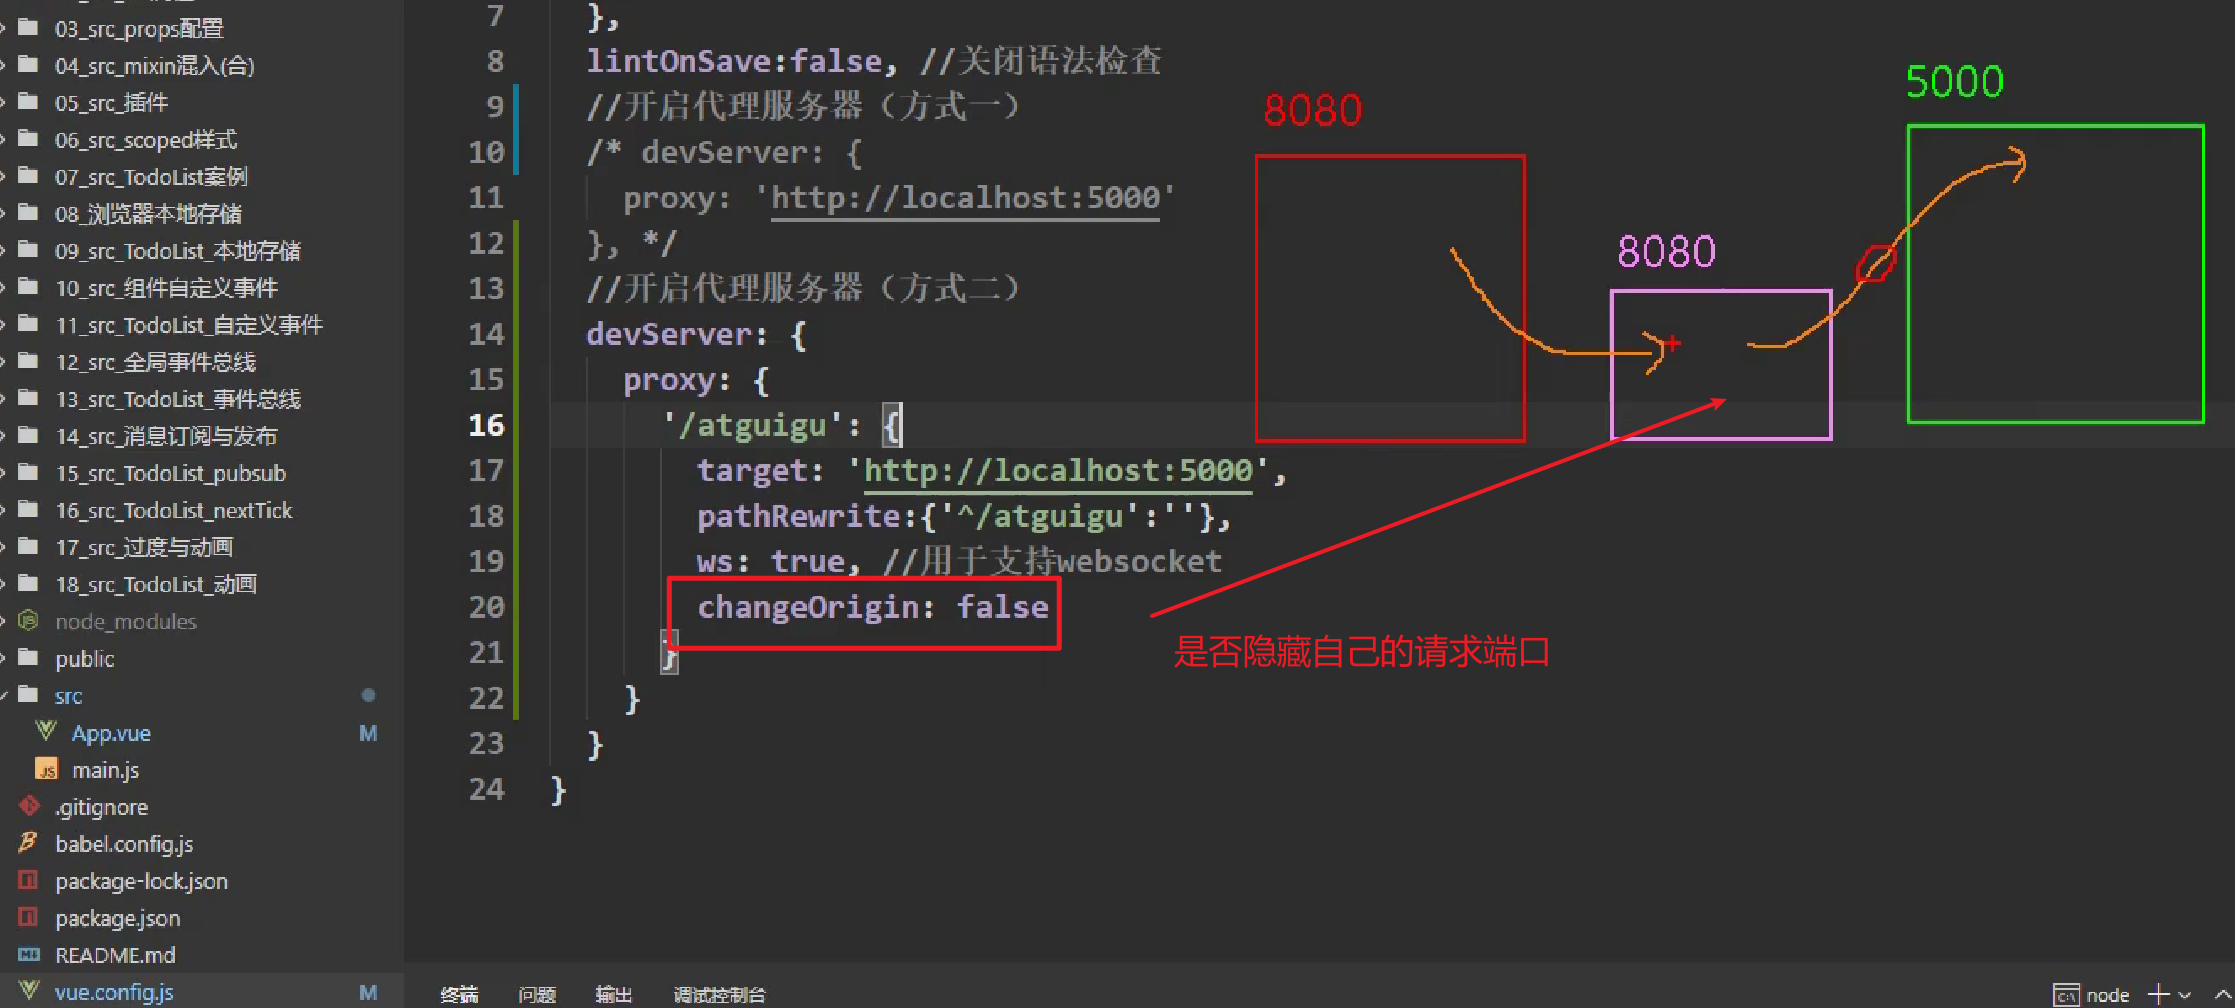 03_src_props配置
04_src_mixin混入(合)
05_src_插件
06_src_scoped样式
07_src_TodoList案例
08_浏览器本地存储
09_src_TodoList_本地存储
10_src_组件自定义事件
11_src_TodoList_自定义事件
12_src_全局事件总线
13_src_TodoList_事件总线
14_src_消息订阅与发布
15_src_TodoList_pubsub
16_src_TodoList_nextTick
17_src_过度与动画
18_src_TodoList_动画
node_modules
public
src
App.vue M
JS main.js
.gitignore
babel.config.js
package-lock.json
package.json
README.md
vue.config.js M
7 },
8 lintOnSave:false, //关闭语法检查
9 //开启代理服务器（方式一）
10 /* devServer: {
11 proxy: 'http://localhost:5000'
12 }, */
13 //开启代理服务器（方式二）
14 devServer: {
15 proxy: {
16 '/atguigu': {
17 target: 'http://localhost:5000',
18 pathRewrite:{'^/atguigu':''},
19 ws: true, //用于支持websocket
20 changeOrigin: false
21 }
22 }
23 }
24 }
8080
8080
5000
是否隐藏自己的请求端口
终端 问题 输出 调试控制台
node